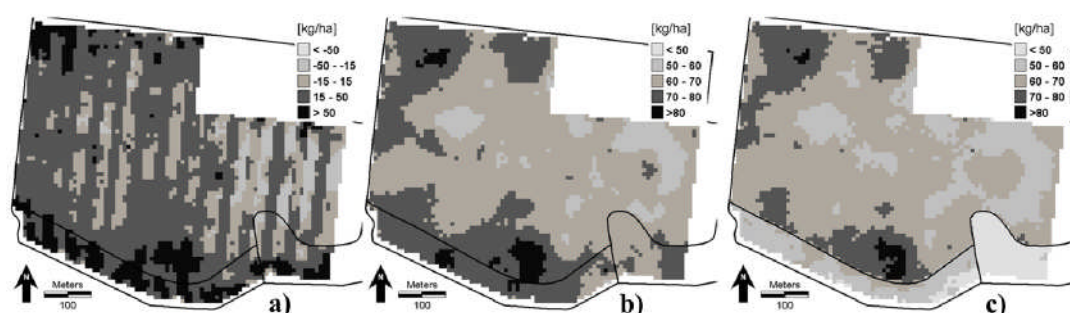 [kg/ha]
< -50
-50 - -15
-15 - 15
15 - 50
> 50
N
Meters
100
a)
[kg/ha]
< 50
50 - 60
60 - 70
70 - 80
>80
N
Meters
100
b)
[kg/ha]
< 50
50 - 60
60 - 70
70 - 80
>80
N
Meters
100
c)